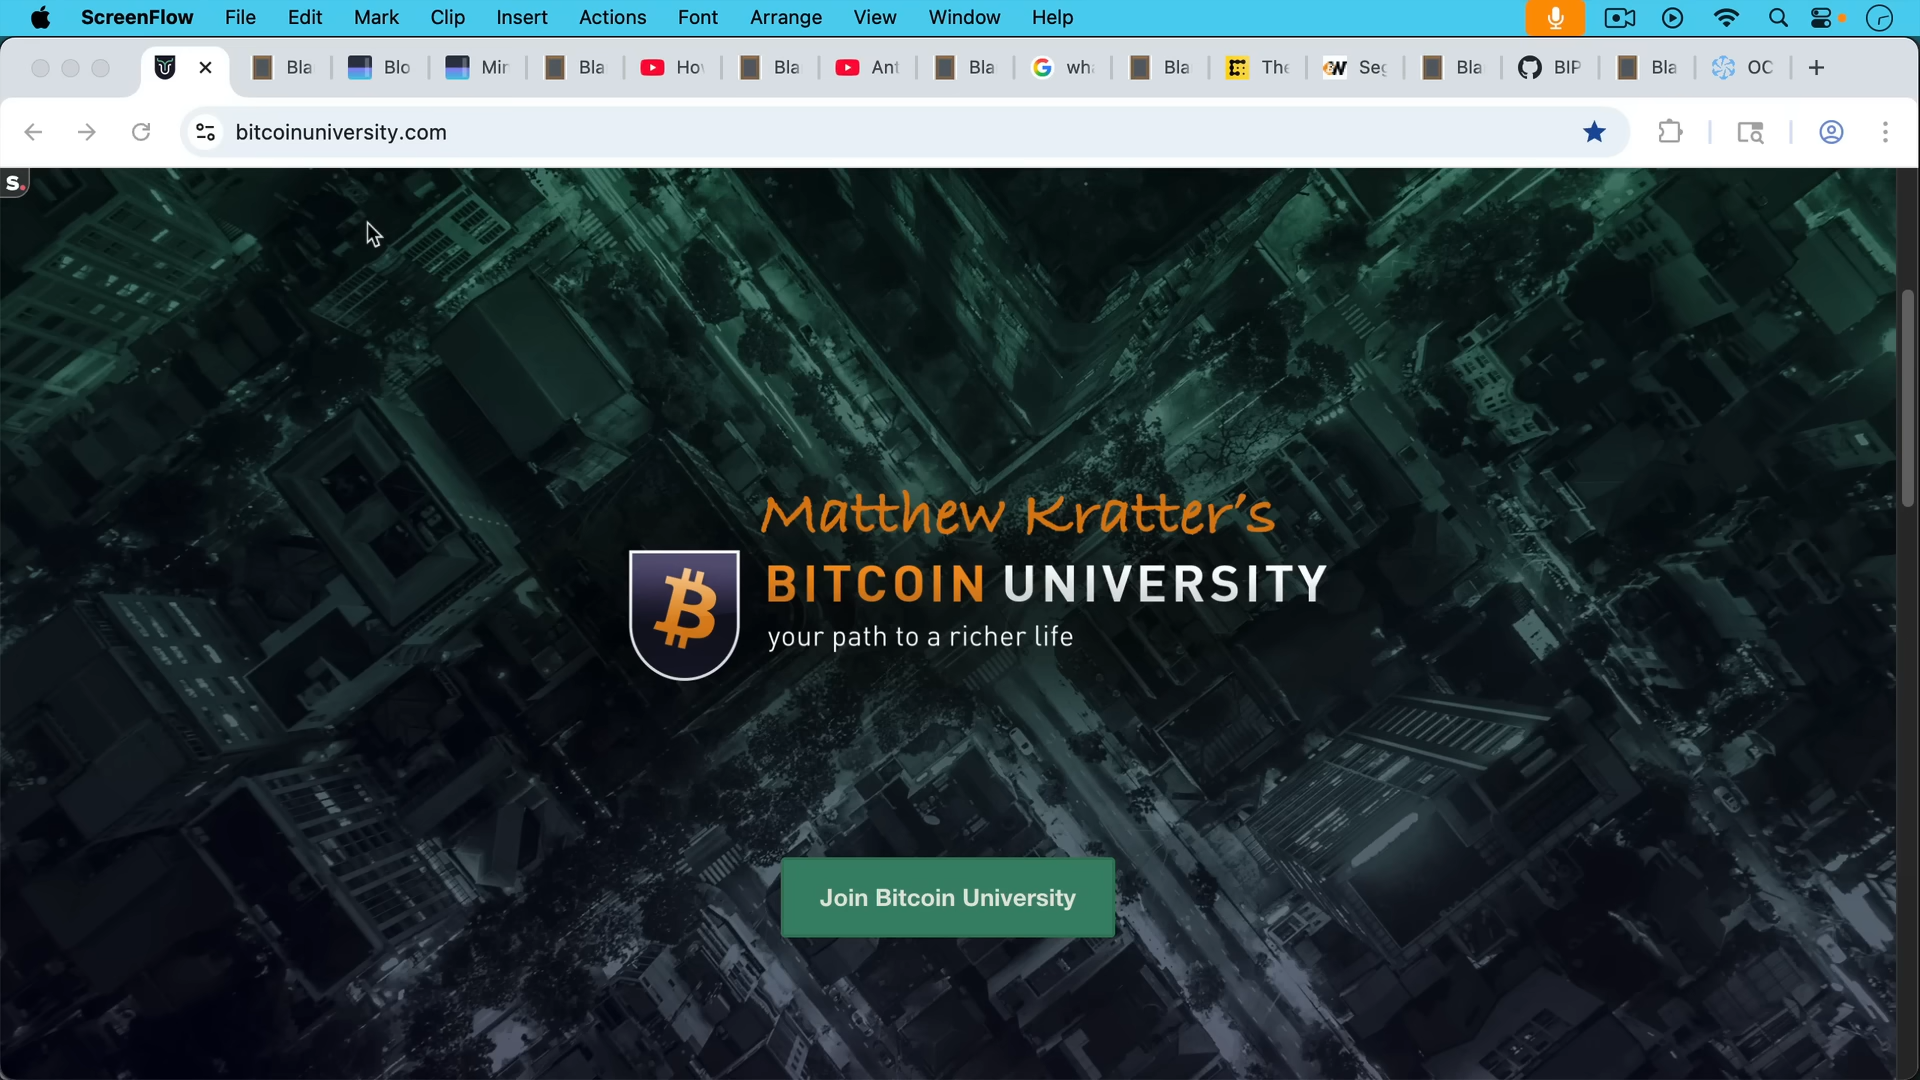 ScreenFlow File Edit Mark Clip Insert Actions Font Arrange View Window Help
Bla Blo Mir Bla Ho Bla Ant Bla wh Bla The Seg Bla BIP Bla OC
bitcoinuniversity.com
s.
Matthew Kratter's
BITCOIN UNIVERSITY
your path to a richer life
Join Bitcoin University